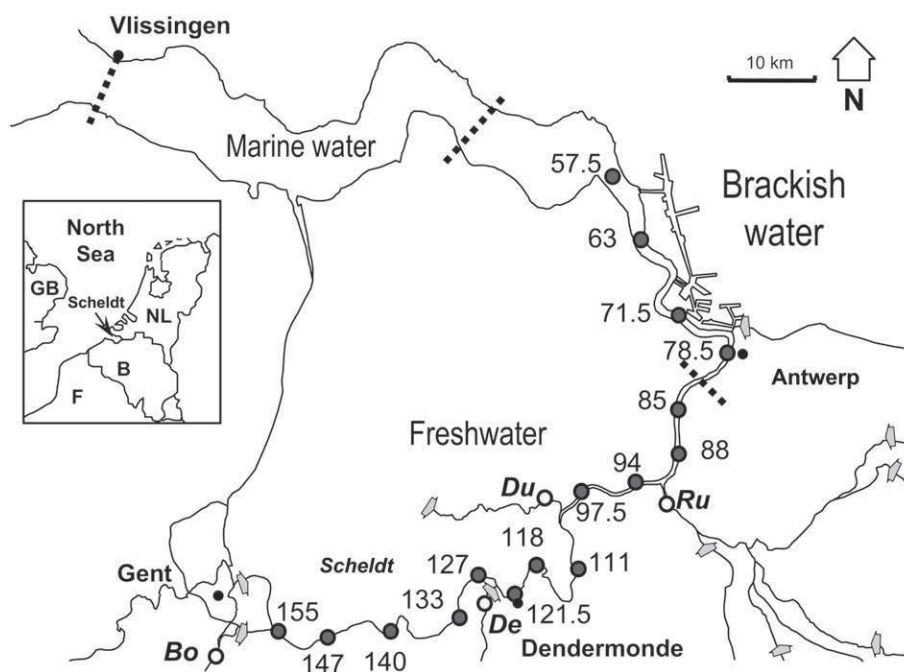 Vlissingen
10 km
N
Marine water
57.5
Brackish
water
63
North
Sea
GB
Scheldt
NL
B
F
71.5
78.5
Antwerp
85
Freshwater
88
94
Du
97.5
Ru
118
111
Scheldt
127
Gent
133
121.5
De
155
Dendermonde
Bo
147
140